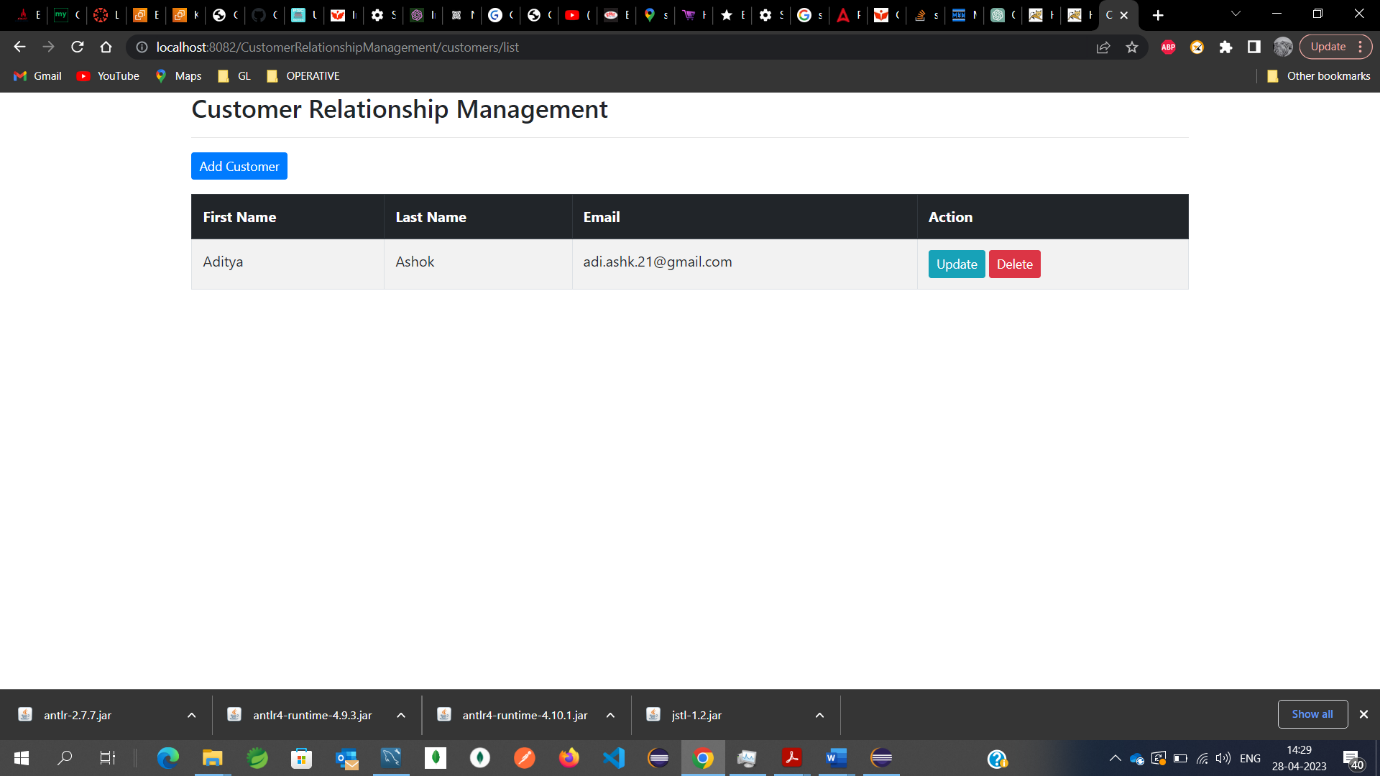 localhost:8082/CustomerRelationshipManagement/customers/list
ABP
Update
Gmail YouTube Maps GL OPERATIVE Other bookmarks
Customer Relationship Management
Add Customer
First Name Last Name Email Action
Aditya Ashok adi.ashk.21@gmail.com Update Delete
antlr-2.7.7.jar antlr4-runtime-4.9.3.jar antlr4-runtime-4.10.1.jar jstl-1.2.jar Show all
ENG
14:29
28-04-2023
40